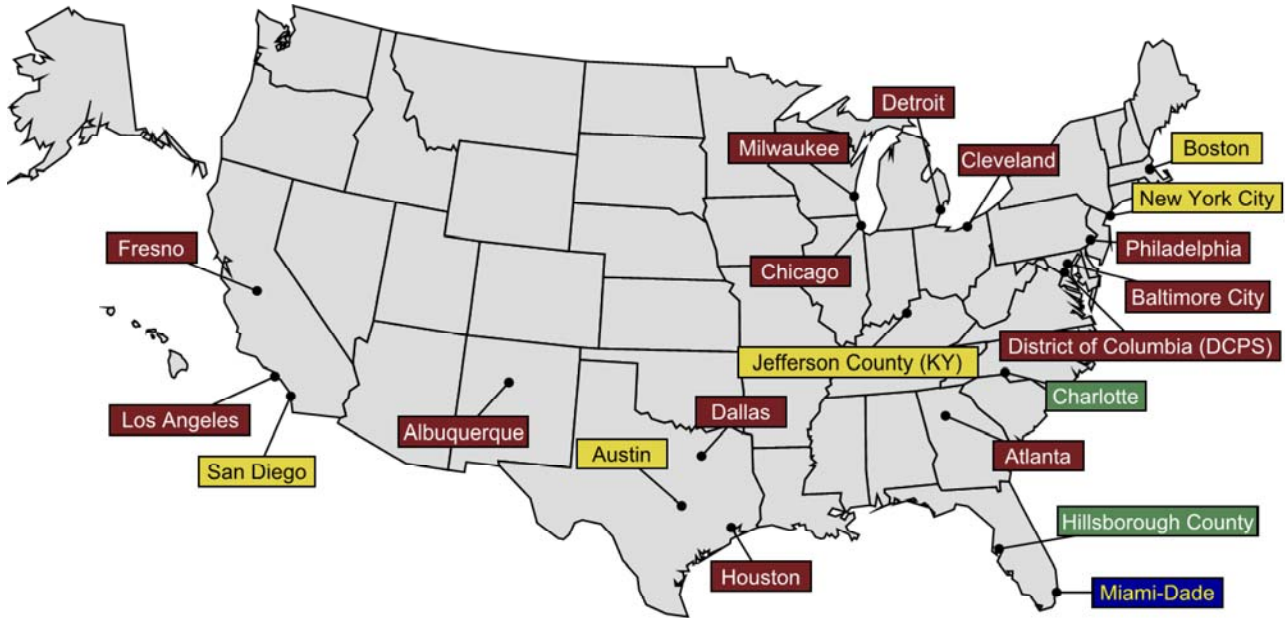 Detroit
Milwaukee
Cleveland
Boston
New York City
Fresno
Philadelphia
Chicago
Baltimore City
District of Columbia (DCPS)
Jefferson County (KY)
Charlotte
Los Angeles
Albuquerque
Dallas
Austin
Atlanta
San Diego
Hillsborough County
Houston
Miami-Dade